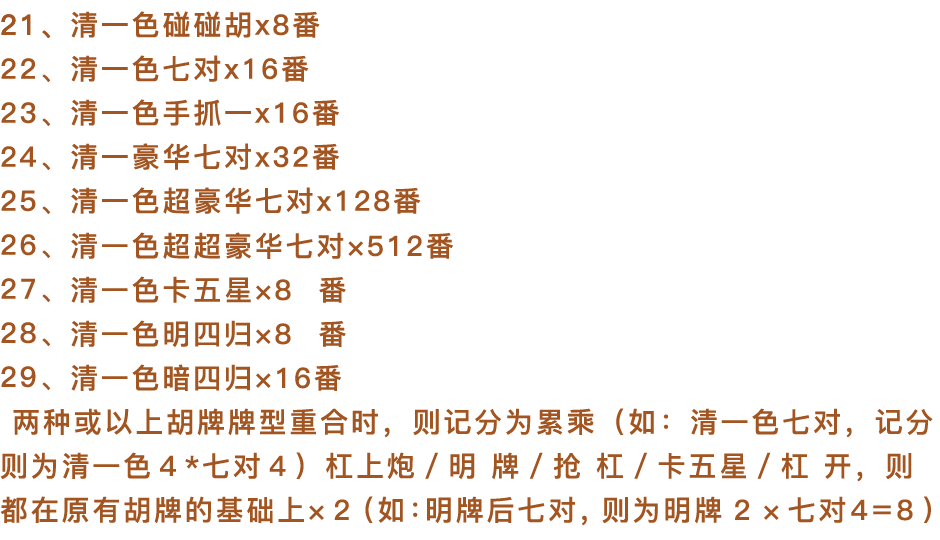 21、清一色碰碰胡x8番
22、清一色七对x16番
23、清一色手抓一x16番
24、清一豪华七对x32番
25、清一色超豪华七对x128番
26、清一色超超豪华七对×512番
27、清一色卡五星×8 番
28、清一色明四归×8 番
29、清一色暗四归×16番
两种或以上胡牌牌型重合时，则记分为累乘（如：清一色七对，记分
则为清一色４*七对４）杠上炮 / 明 牌 / 抢 杠 / 卡五星 / 杠 开，则
都在原有胡牌的基础上×２（如：明牌后七对，则为明牌 ２ × 七对4=8 ）